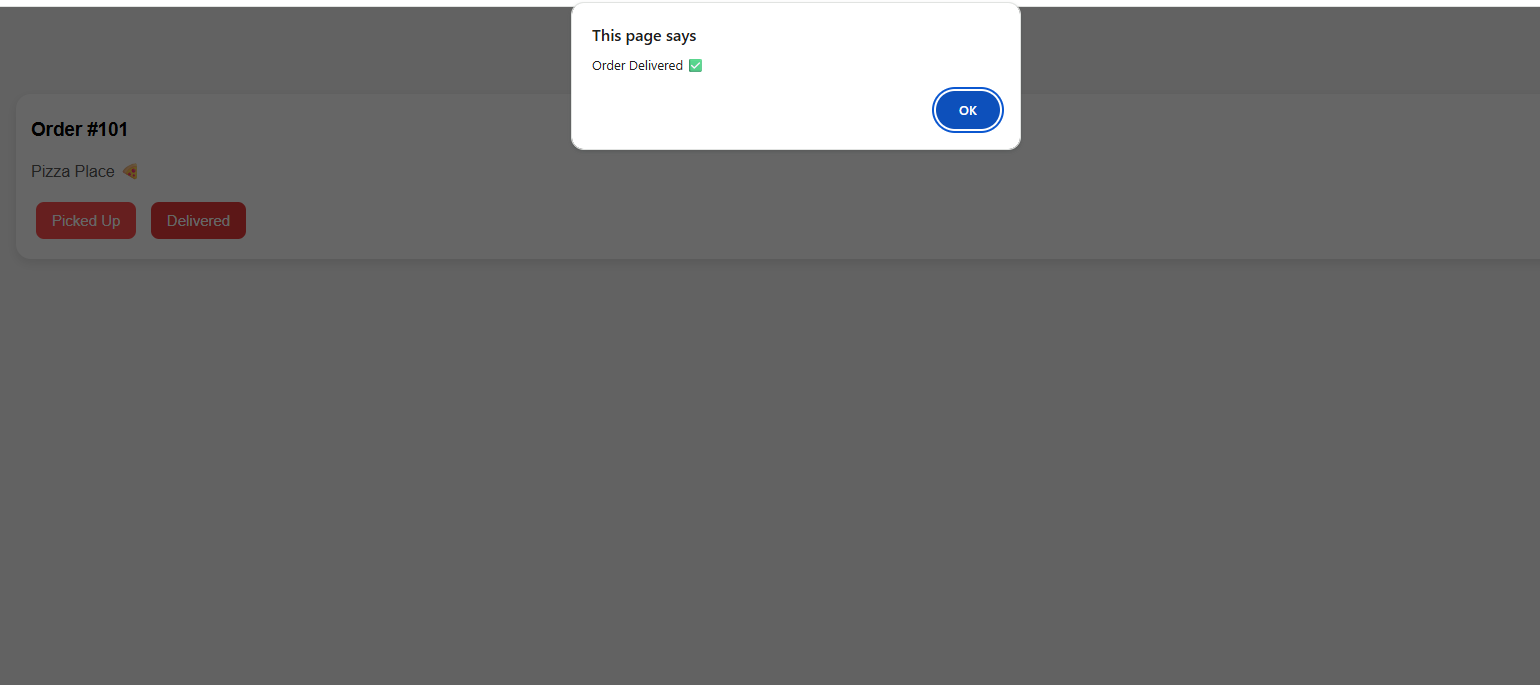 This page says
Order Delivered ✅
OK
Order #101
Pizza Place 🍕
Picked Up Delivered